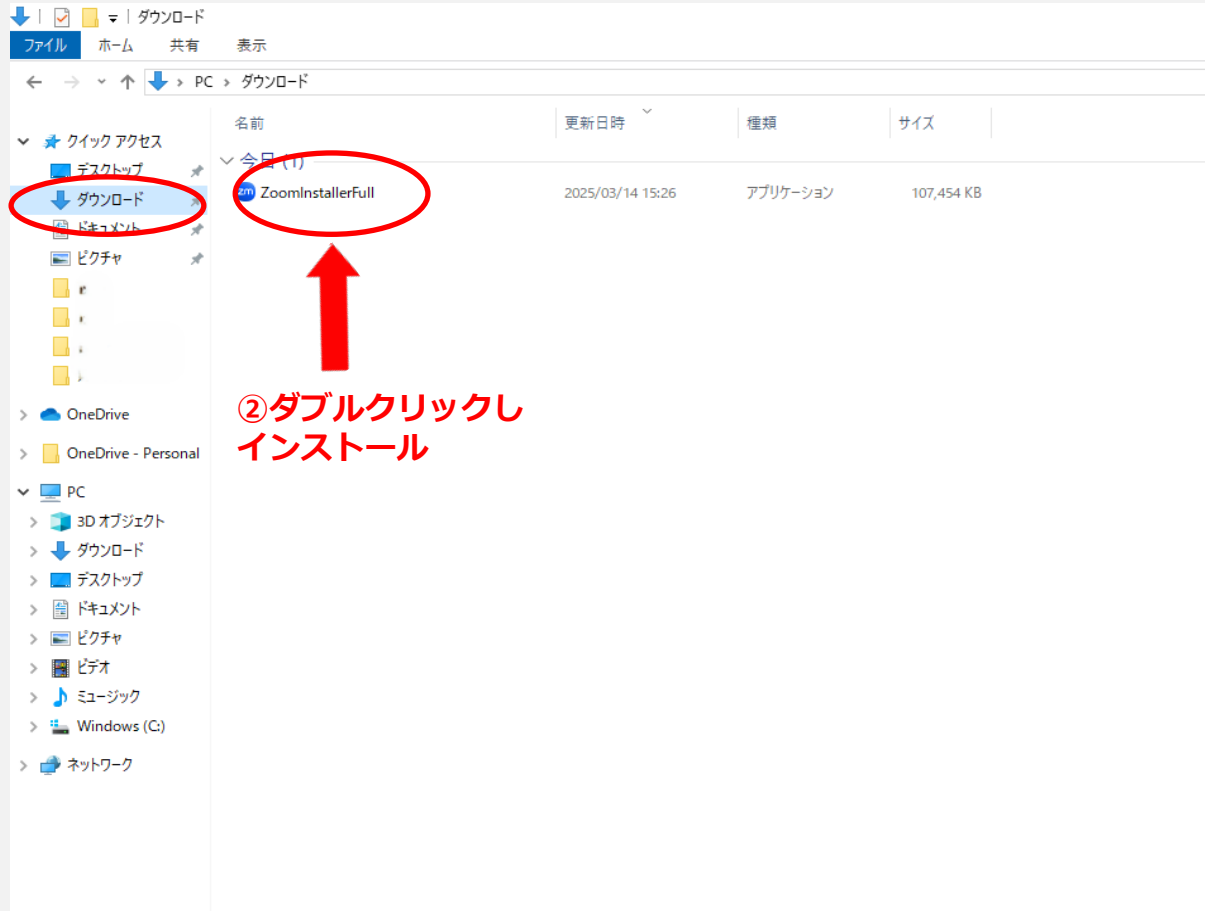 ダウンロード
ファイル ホーム 共有 表示
PC ダウンロード
名前 更新日時 種類 サイズ
クイック アクセス
今日 (1)
デスクトップ
ダウンロード
zm ZoomInstallerFull 2025/03/14 15:26 アプリケーション 107,454 KB
ドキュメント
ピクチャ
②ダブルクリックし
インストール
OneDrive
OneDrive - Personal
PC
3D オブジェクト
ダウンロード
デスクトップ
ドキュメント
ピクチャ
ビデオ
ミュージック
Windows (C:)
ネットワーク